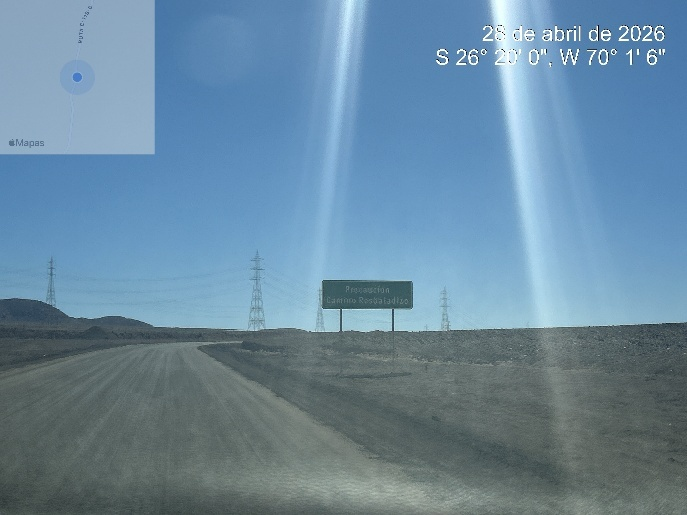 28 de abril de 2026
S 26° 20' 0", W 70° 1' 6"
Mapas
Precaución
Camino Resbaladizo